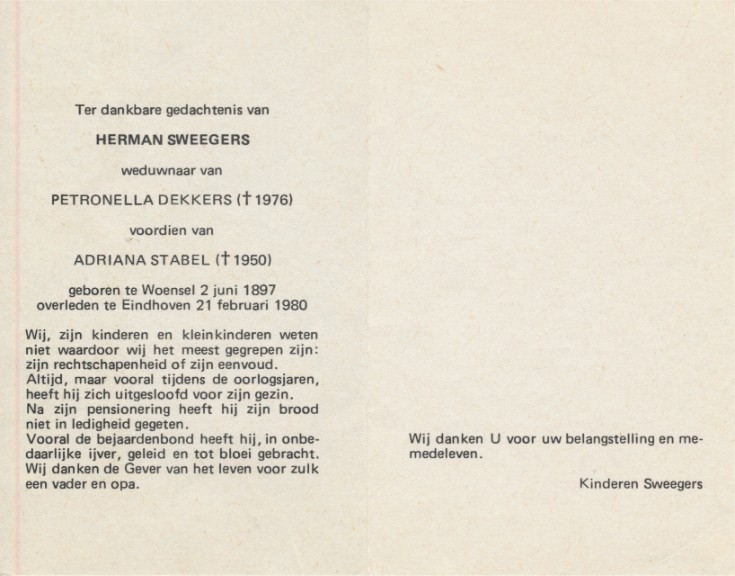 Ter dankbare gedachtenis van
HERMAN SWEEGERS
weduwnaar van
PETRONELLA DEKKERS († 1976)
voordien van
ADRIANA STABEL († 1950)
geboren te Woensel 2 juni 1897
overleden te Eindhoven 21 februari 1980
Wij, zijn kinderen en kleinkinderen weten
niet waardoor wij het meest gegrepen zijn:
zijn rechtschapenheid of zijn eenvoud.
Altijd, maar vooral tijdens de oorlogsjaren,
heeft hij zich uitgesloofd voor zijn gezin.
Na zijn pensionering heeft hij zijn brood
niet in ledigheid gegeten.
Vooral de bejaardenbond heeft hij, in onbe-
daarlijke ijver, geleid en tot bloei gebracht.
Wij danken de Gever van het leven voor zulk
een vader en opa.
Wij danken U voor uw belangstelling en me-
medeleven.
Kinderen Sweegers